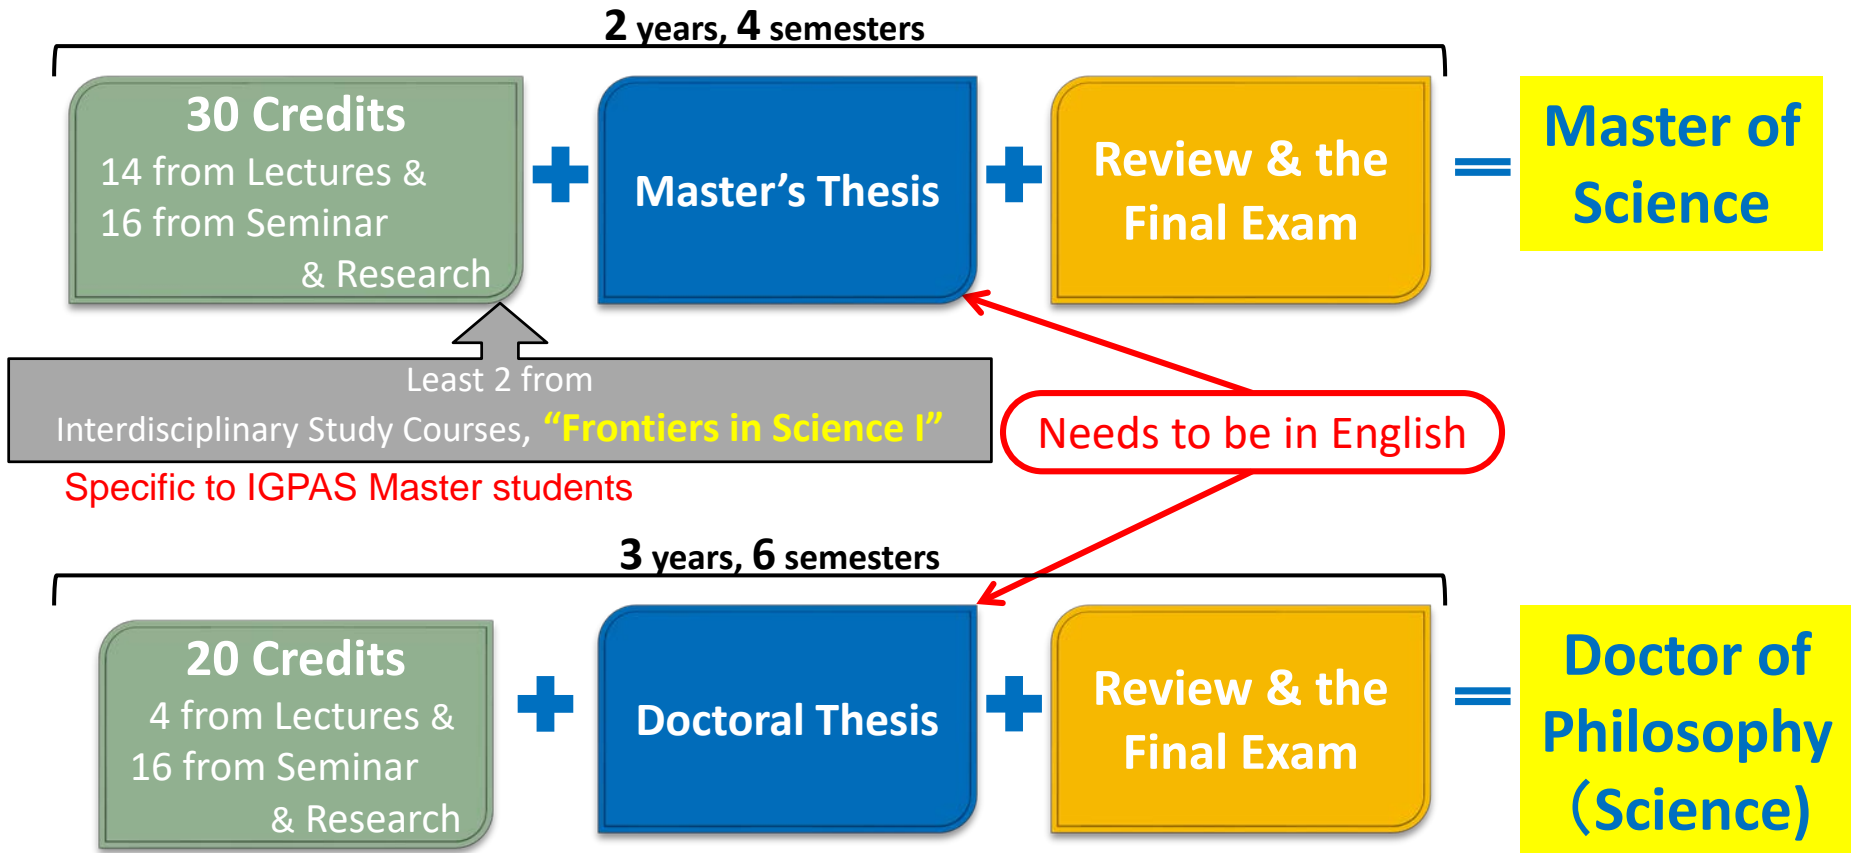 2 years, 4 semesters
30 Credits
14 from Lectures &
16 from Seminar
& Research
Master’s Thesis
Review & the
Final Exam
Master of
Science
Least 2 from
Interdisciplinary Study Courses, “Frontiers in Science I”
Needs to be in English
Specific to IGPAS Master students
3 years, 6 semesters
20 Credits
4 from Lectures &
16 from Seminar
& Research
Doctoral Thesis
Review & the
Final Exam
Doctor of
Philosophy
（Science)